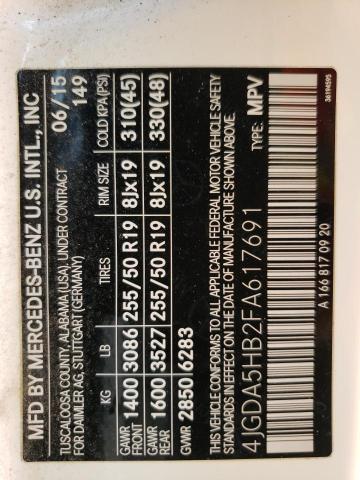 MFD BY MERCEDES-BENZ U.S. INTL., INC
TUSCALOOSA COUNTY, ALABAMA (USA), UNDER CONTRACT 06/15
FOR DAIMLER AG, STUTTGART (GERMANY) 149
KG LB TIRES RIM SIZE COLD KPA(PSI)
GAWR FRONT 1400 3086 255/50 R19 8Jx19 310(45)
GAWR REAR 1600 3527 255/50 R19 8Jx19 330(48)
GVWR 2850 6283
THIS VEHICLE CONFORMS TO ALL APPLICABLE FEDERAL MOTOR VEHICLE SAFETY
STANDARDS IN EFFECT ON THE DATE OF MANUFACTURE SHOWN ABOVE.
4JGDA5HB2FA617691 TYPE: MPV
A 166 817 09 20
36194595